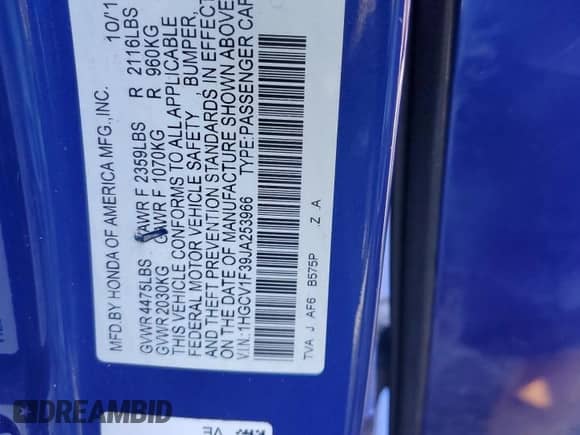 MFD.BY HONDA OF AMERICA MFG.,INC. 10/1
GVWR 4475LBS GAWR F 2359LBS R 2116LBS
GVWR 2030KG GAWR F 1070KG R 960KG
THIS VEHICLE CONFORMS TO ALL APPLICABLE
FEDERAL MOTOR VEHICLE SAFETY , BUMPER,
AND THEFT PREVENTION STANDARDS IN EFFECT
ON THE DATE OF MANUFACTURE SHOWN ABOVE
V.I.N.:1HGCV1F39JA253966 TYPE:PASSENGER CAR
TVA J AF6 B575P Z A
DREAMBID